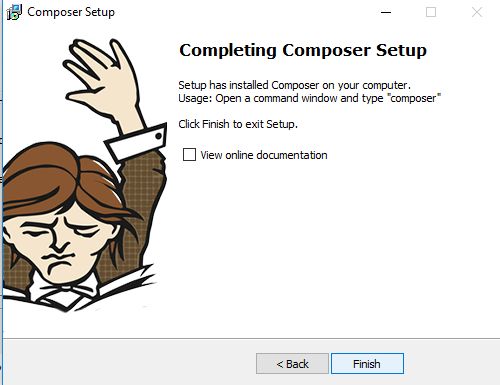 Composer Setup
Completing Composer Setup
Setup has installed Composer on your computer.
Usage: Open a command window and type "composer"
Click Finish to exit Setup.
View online documentation
< Back
Finish